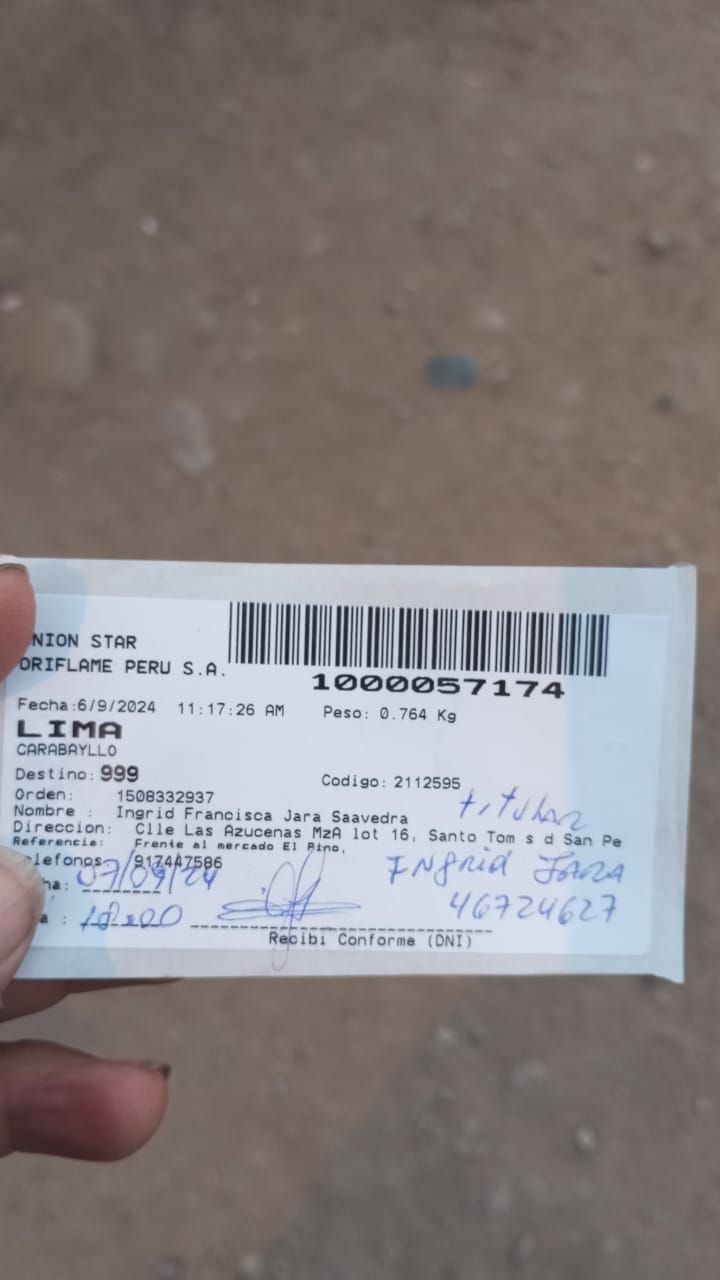 NION STAR
ORIFLAME PERU S.A.
1000057174
Fecha:6/9/2024 11:17:26 AM Peso: 0.764 Kg
LIMA
CARABAYLLO
Destino: 999 Codigo: 2112595
Orden: 1508332937
Nombre : Ingrid Francisca Jara Saavedra
titular
Direccion: Clle Las Azucenas MzA lot 16, Santo Tom s d San Pe
Referencia: Frente al mercado El Pino,
elefonos 917447586
Ingrid Jara
ha: 07/09/24
46724627
a : 18:00
Recibi Conforme (DNI)